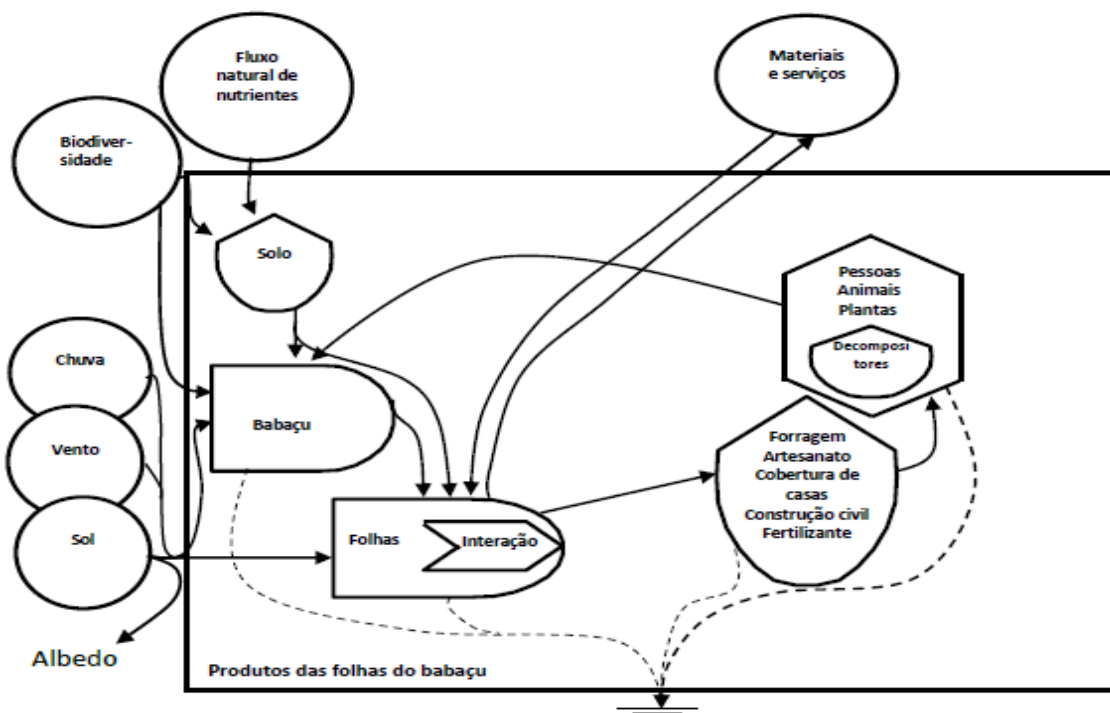 Fluxo
natural de
nutrientes
Materiais
e serviços
Biodiver-
sidade
Solo
Pessoas
Animais
Plantas
Decomposi
tores
Chuva
Vento
Sol
Babaçu
Folhas
Interação
Forragem
Artesanato
Cobertura de
casas
Construção civil
Fertilizante
Albedo
Produtos das folhas do babaçu